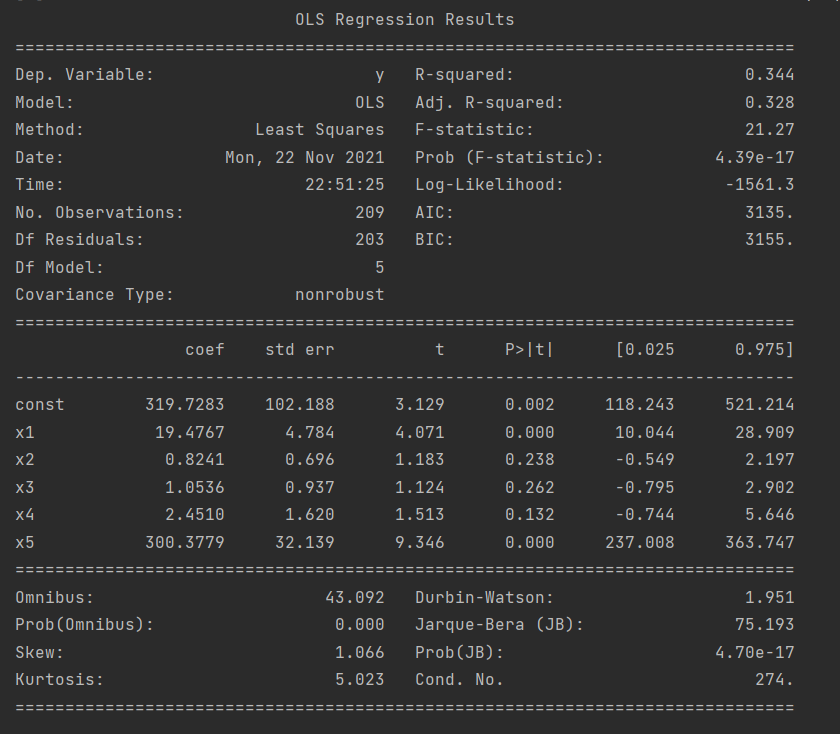 OLS Regression Results
==============================================================================
Dep. Variable:                      y   R-squared:                       0.344
Model:                            OLS   Adj. R-squared:                  0.328
Method:                 Least Squares   F-statistic:                     21.27
Date:                Mon, 22 Nov 2021   Prob (F-statistic):           4.39e-17
Time:                        22:51:25   Log-Likelihood:                -1561.3
No. Observations:                 209   AIC:                             3135.
Df Residuals:                     203   BIC:                             3155.
Df Model:                           5
Covariance Type:            nonrobust
==============================================================================
                 coef    std err          t      P>|t|      [0.025      0.975]
------------------------------------------------------------------------------
const        319.7283    102.188      3.129      0.002     118.243     521.214
x1            19.4767      4.784      4.071      0.000      10.044      28.909
x2             0.8241      0.696      1.183      0.238      -0.549       2.197
x3             1.0536      0.937      1.124      0.262      -0.795       2.902
x4             2.4510      1.620      1.513      0.132      -0.744       5.646
x5           300.3779     32.139      9.346      0.000     237.008     363.747
==============================================================================
Omnibus:                       43.092   Durbin-Watson:                   1.951
Prob(Omnibus):                  0.000   Jarque-Bera (JB):               75.193
Skew:                           1.066   Prob(JB):                     4.70e-17
Kurtosis:                       5.023   Cond. No.                         274.
==============================================================================